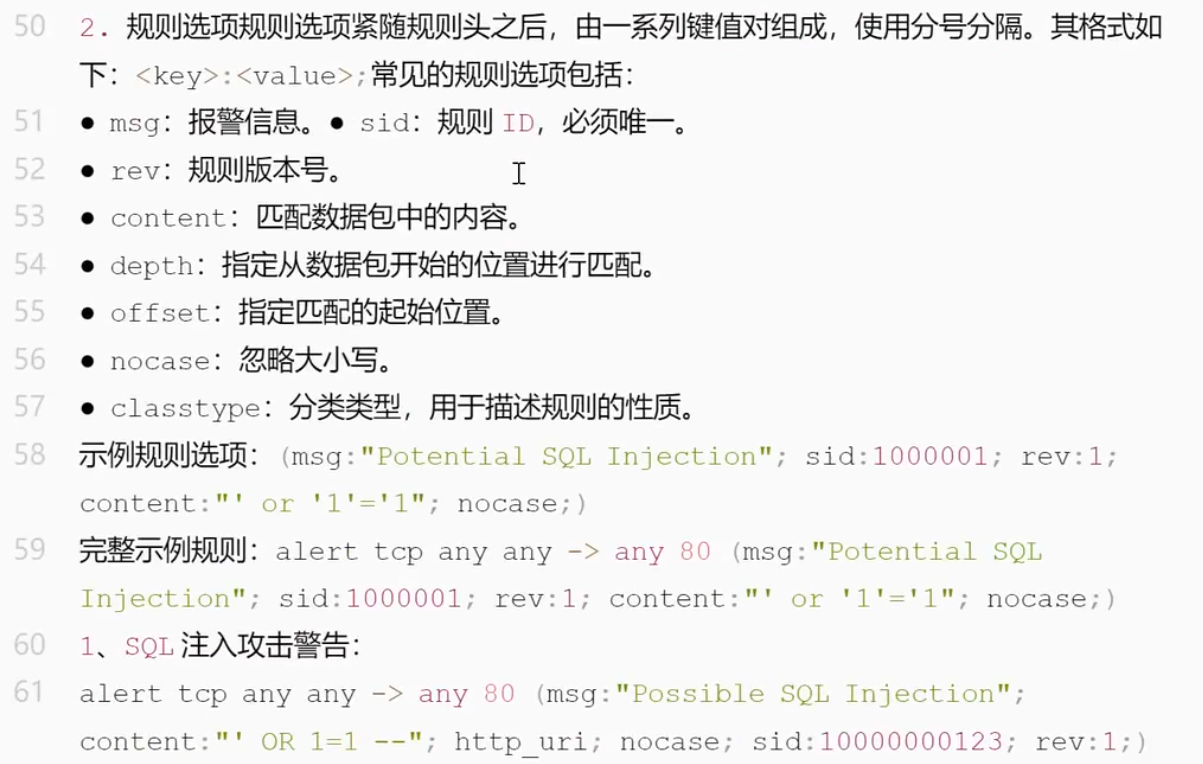 50 2. 规则选项规则选项紧随规则头之后，由一系列键值对组成，使用分号分隔。其格式如
下：<key>:<value>;常见的规则选项包括：
51 ● msg：报警信息。● sid：规则 ID，必须唯一。
52 ● rev：规则版本号。
53 ● content：匹配数据包中的内容。
54 ● depth：指定从数据包开始的位置进行匹配。
55 ● offset：指定匹配的起始位置。
56 ● nocase：忽略大小写。
57 ● classtype：分类类型，用于描述规则的性质。
58 示例规则选项：(msg:"Potential SQL Injection"; sid:1000001; rev:1;
content:"' or '1'='1"; nocase;)
59 完整示例规则：alert tcp any any -> any 80 (msg:"Potential SQL
Injection"; sid:1000001; rev:1; content:"' or '1'='1"; nocase;)
60 1、SQL 注入攻击警告：
61 alert tcp any any -> any 80 (msg:"Possible SQL Injection";
content:"' OR 1=1 --"; http_uri; nocase; sid:10000000123; rev:1;)